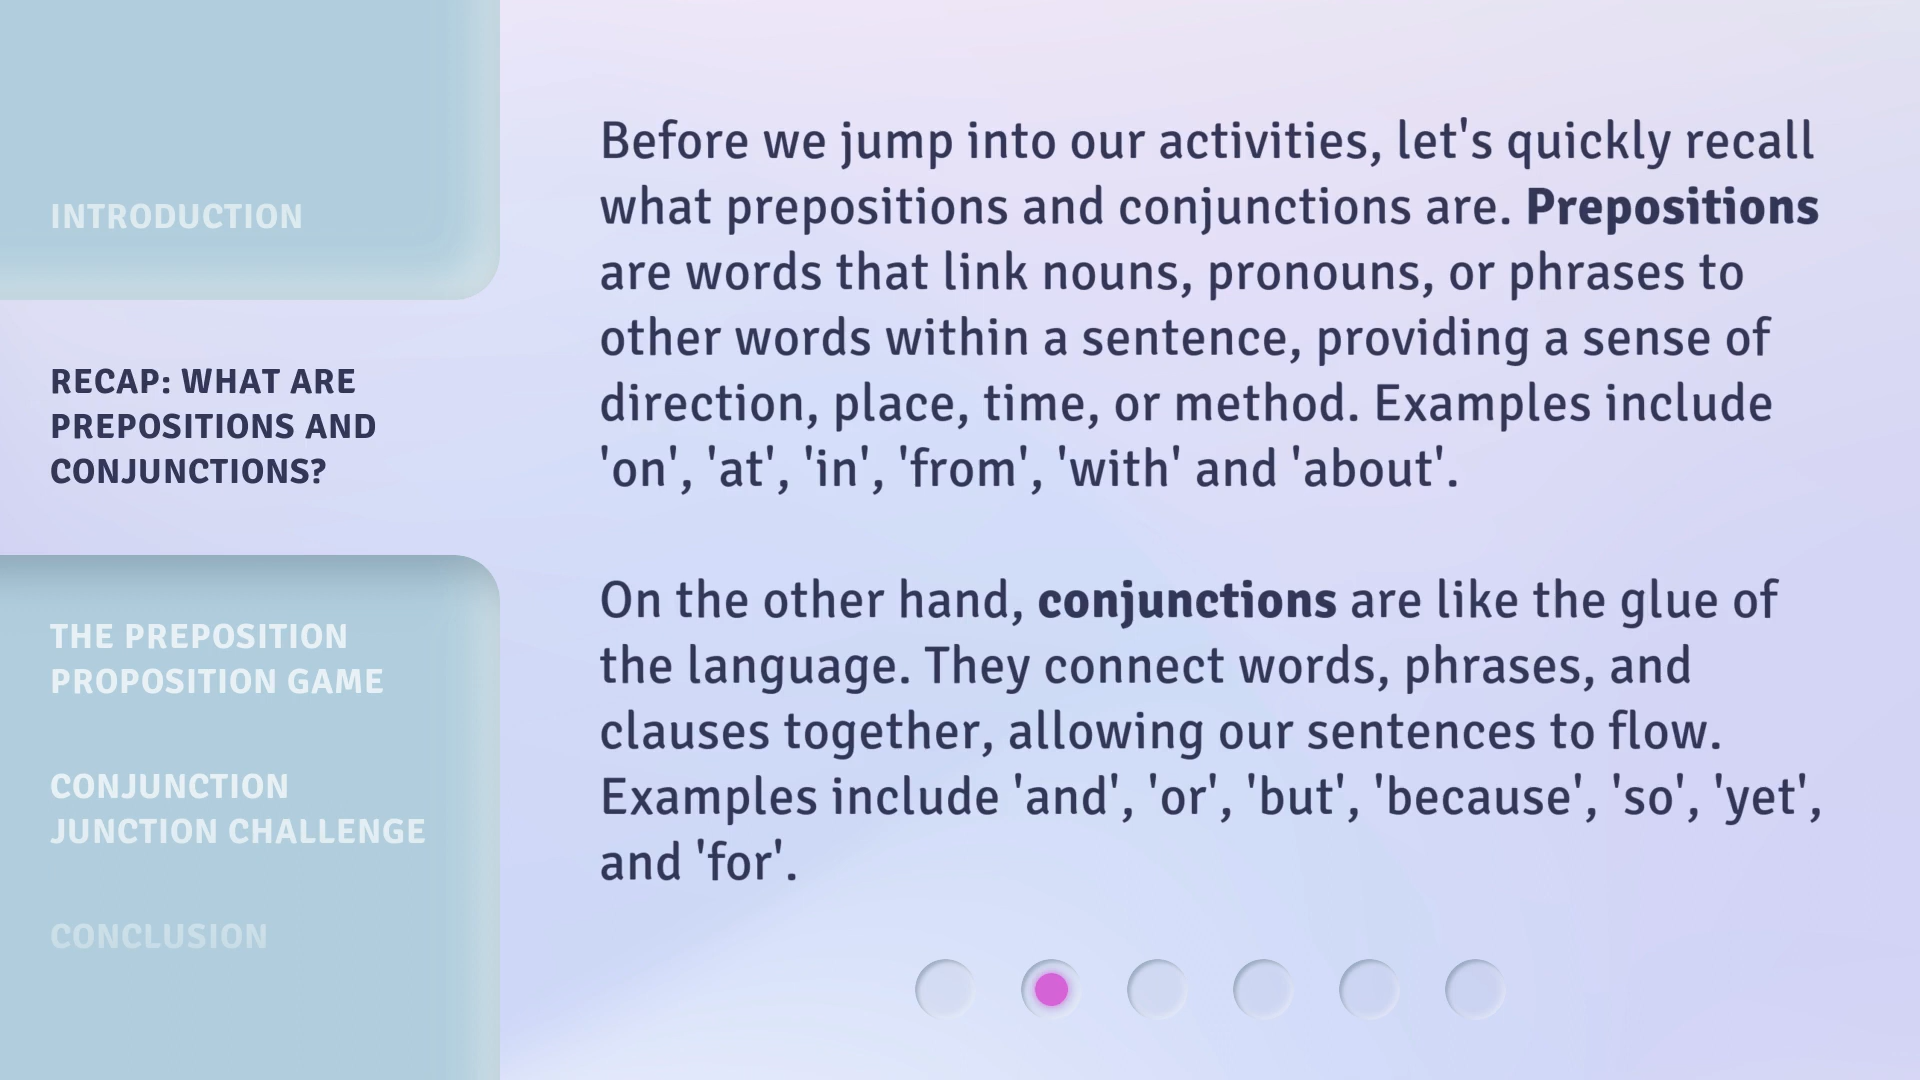 INTRODUCTION
RECAP: WHAT ARE
PREPOSITIONS AND
CONJUNCTIONS?
THE PREPOSITION
PROPOSITION GAME
CONJUNCTION
JUNCTION CHALLENGE
CONCLUSION
Before we jump into our activities, let's quickly recall
what prepositions and conjunctions are. Prepositions
are words that link nouns, pronouns, or phrases to
other words within a sentence, providing a sense of
direction, place, time, or method. Examples include
'on', 'at', 'in', 'from', 'with' and 'about'.
On the other hand, conjunctions are like the glue of
the language. They connect words, phrases, and
clauses together, allowing our sentences to flow.
Examples include 'and', 'or', 'but', 'because', 'so', 'yet',
and 'for'.